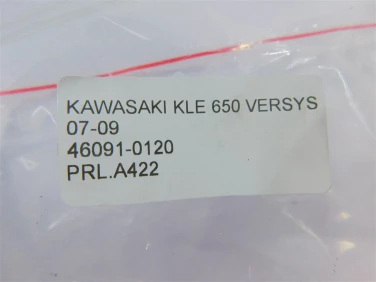 KAWASAKI KLE 650 VERSYS
07-09
46091-0120
PRL.A422